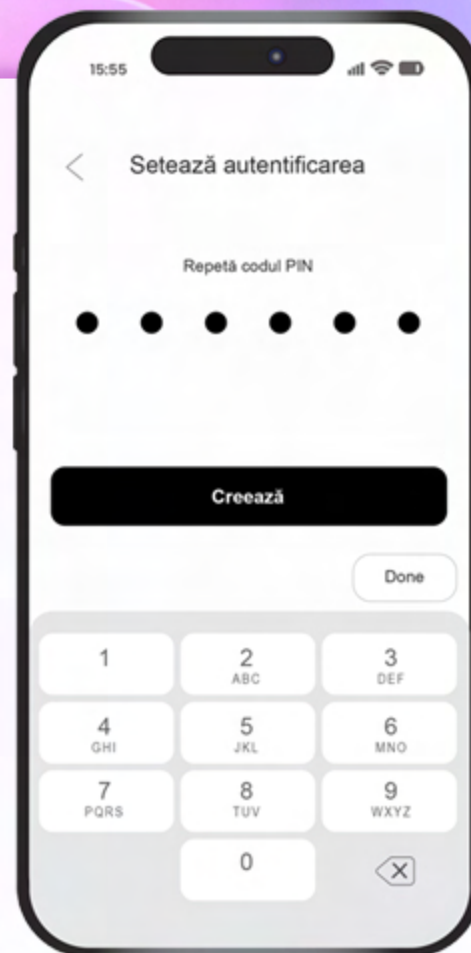 15:55
Setează autentificarea
Repetă codul PIN
Creează
Done
1
2
ABC
3
DEF
4
GHI
5
JKL
6
MNO
7
PQRS
8
TUV
9
WXYZ
0